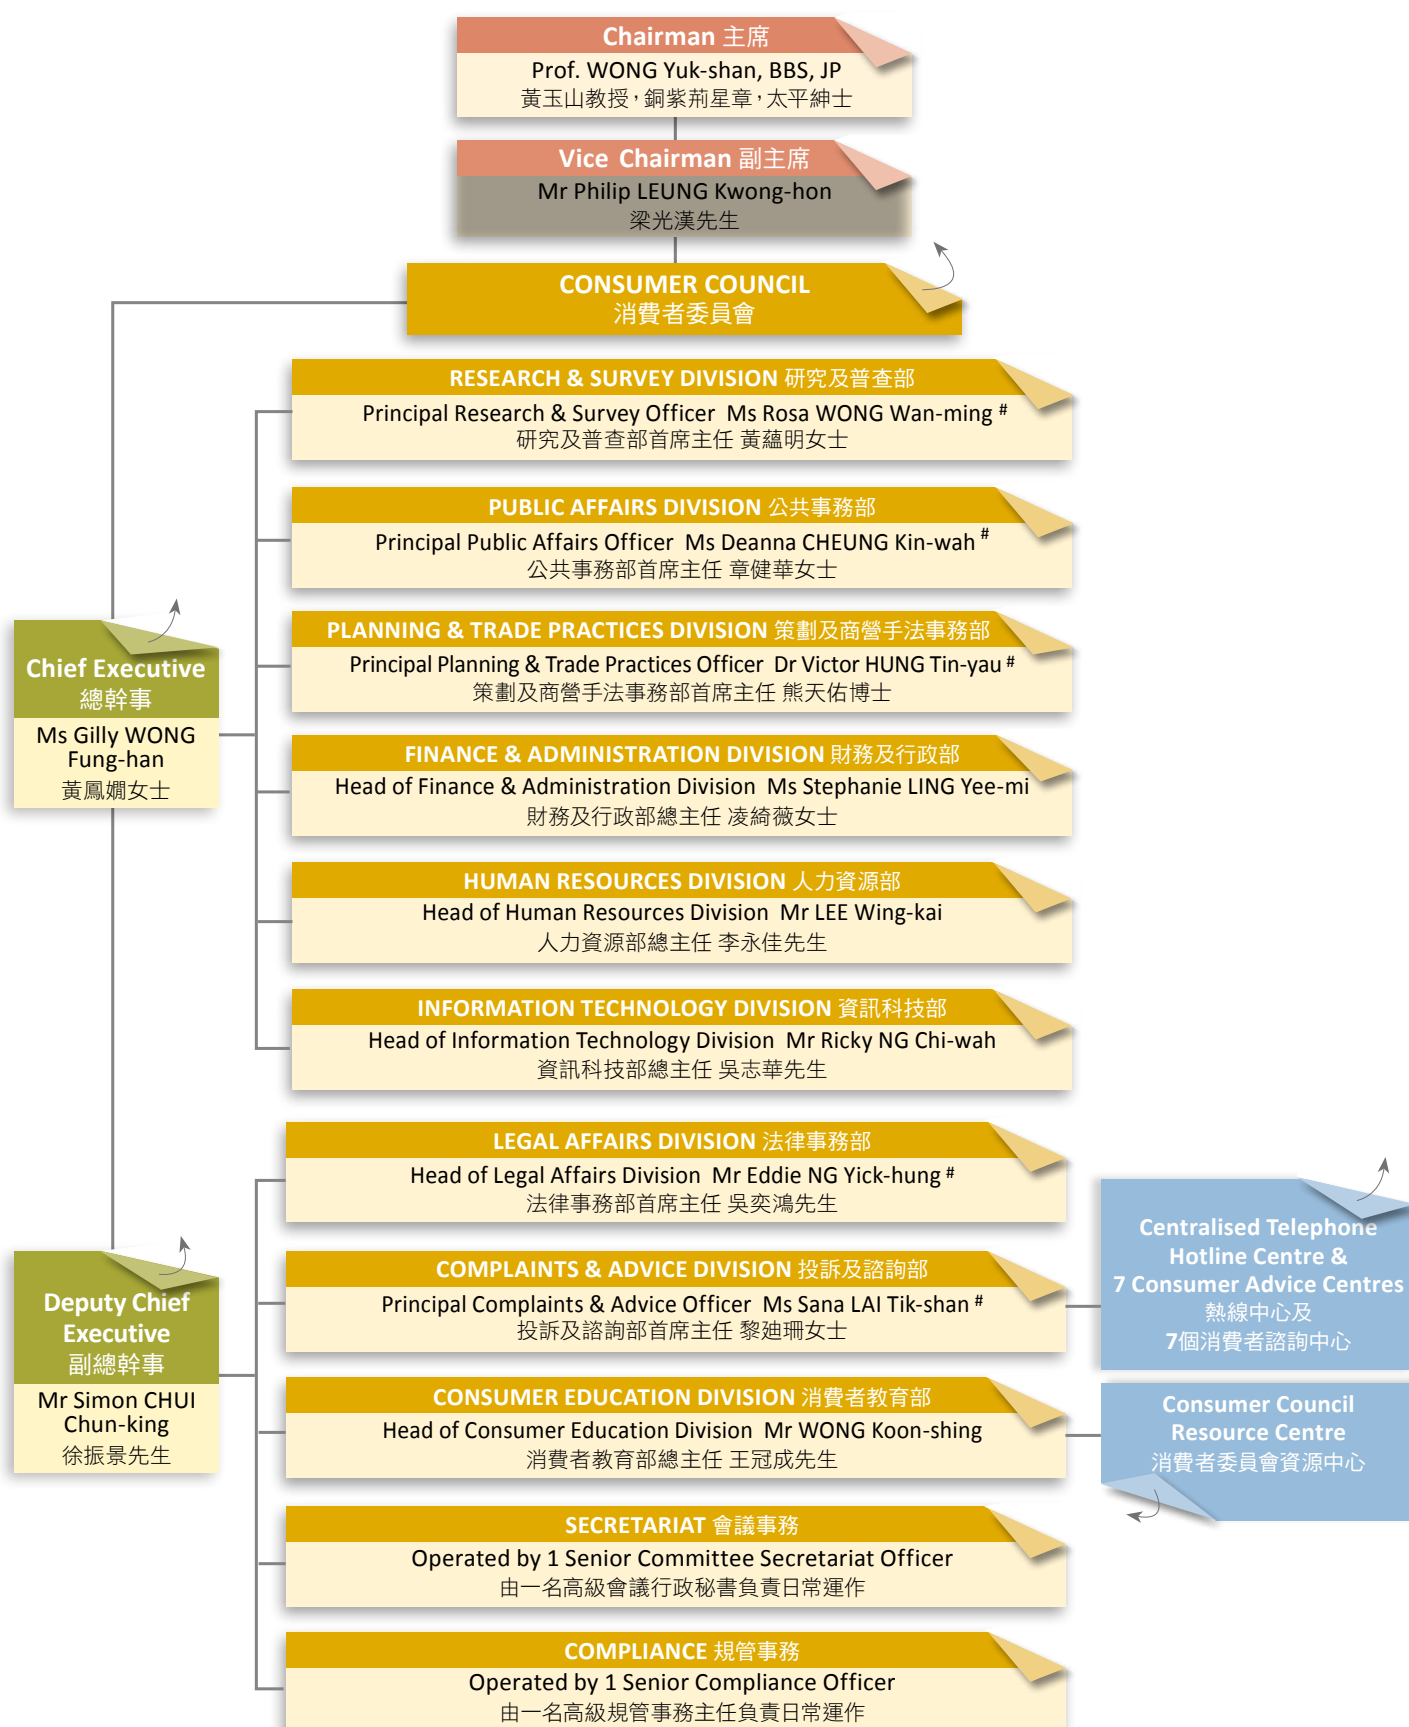 Chairman 主席
Prof. WONG Yuk-shan, BBS, JP
黃玉山教授，銅紫荊星章，太平紳士
Vice Chairman 副主席
Mr Philip LEUNG Kwong-hon
梁光漢先生
CONSUMER COUNCIL
消費者委員會
RESEARCH & SURVEY DIVISION 研究及普查部
Principal Research & Survey Officer Ms Rosa WONG Wan-ming #
研究及普查部首席主任 黃蘊明女士
PUBLIC AFFAIRS DIVISION 公共事務部
Principal Public Affairs Officer Ms Deanna CHEUNG Kin-wah #
公共事務部首席主任 章健華女士
PLANNING & TRADE PRACTICES DIVISION 策劃及商營手法事務部
Principal Planning & Trade Practices Officer Dr Victor HUNG Tin-yau #
策劃及商營手法事務部首席主任 熊天佑博士
Chief Executive
總幹事
Ms Gilly WONG
Fung-han
黃鳳嫺女士
FINANCE & ADMINISTRATION DIVISION 財務及行政部
Head of Finance & Administration Division Ms Stephanie LING Yee-mi
財務及行政部總主任 凌綺薇女士
HUMAN RESOURCES DIVISION 人力資源部
Head of Human Resources Division Mr LEE Wing-kai
人力資源部總主任 李永佳先生
INFORMATION TECHNOLOGY DIVISION 資訊科技部
Head of Information Technology Division Mr Ricky NG Chi-wah
資訊科技部總主任 吳志華先生
LEGAL AFFAIRS DIVISION 法律事務部
Head of Legal Affairs Division Mr Eddie NG Yick-hung #
法律事務部首席主任 吳奕鴻先生
COMPLAINTS & ADVICE DIVISION 投訴及諮詢部
Principal Complaints & Advice Officer Ms Sana LAI Tik-shan #
投訴及諮詢部首席主任 黎廸珊女士
Centralised Telephone
Hotline Centre &
7 Consumer Advice Centres
熱線中心及
7個消費者諮詢中心
Deputy Chief
Executive
副總幹事
Mr Simon CHUI
Chun-king
徐振景先生
CONSUMER EDUCATION DIVISION 消費者教育部
Head of Consumer Education Division Mr WONG Koon-shing
消費者教育部總主任 王冠成先生
Consumer Council
Resource Centre
消費者委員會資源中心
SECRETARIAT 會議事務
Operated by 1 Senior Committee Secretariat Officer
由一名高級會議行政秘書負責日常運作
COMPLIANCE 規管事務
Operated by 1 Senior Compliance Officer
由一名高級規管事務主任負責日常運作